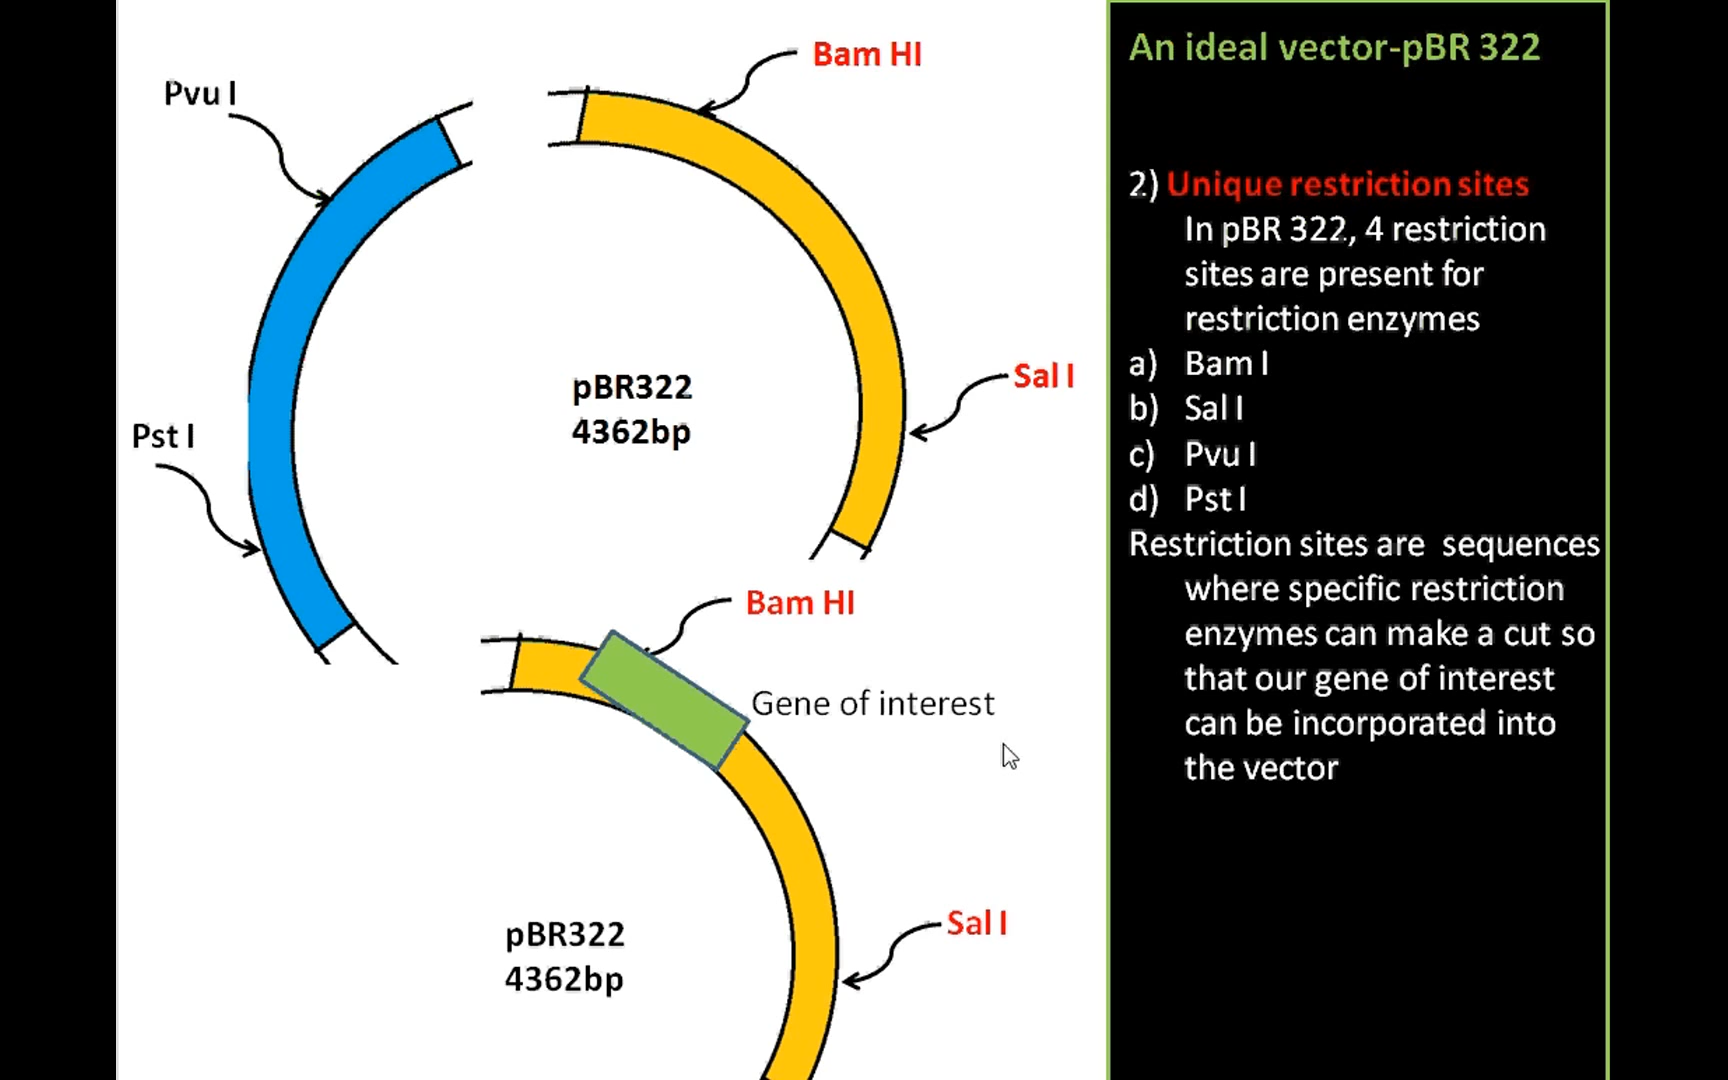 Bam HI
Pvu I
Sal I
pBR322
4362bp
Pst I
Bam HI
Gene of interest
Sal I
pBR322
4362bp
An ideal vector-pBR 322
2) Unique restriction sites
In pBR 322, 4 restriction
sites are present for
restriction enzymes
a) Bam I
b) Sal I
c) Pvu I
d) Pst I
Restriction sites are sequences
where specific restriction
enzymes can make a cut so
that our gene of interest
can be incorporated into
the vector